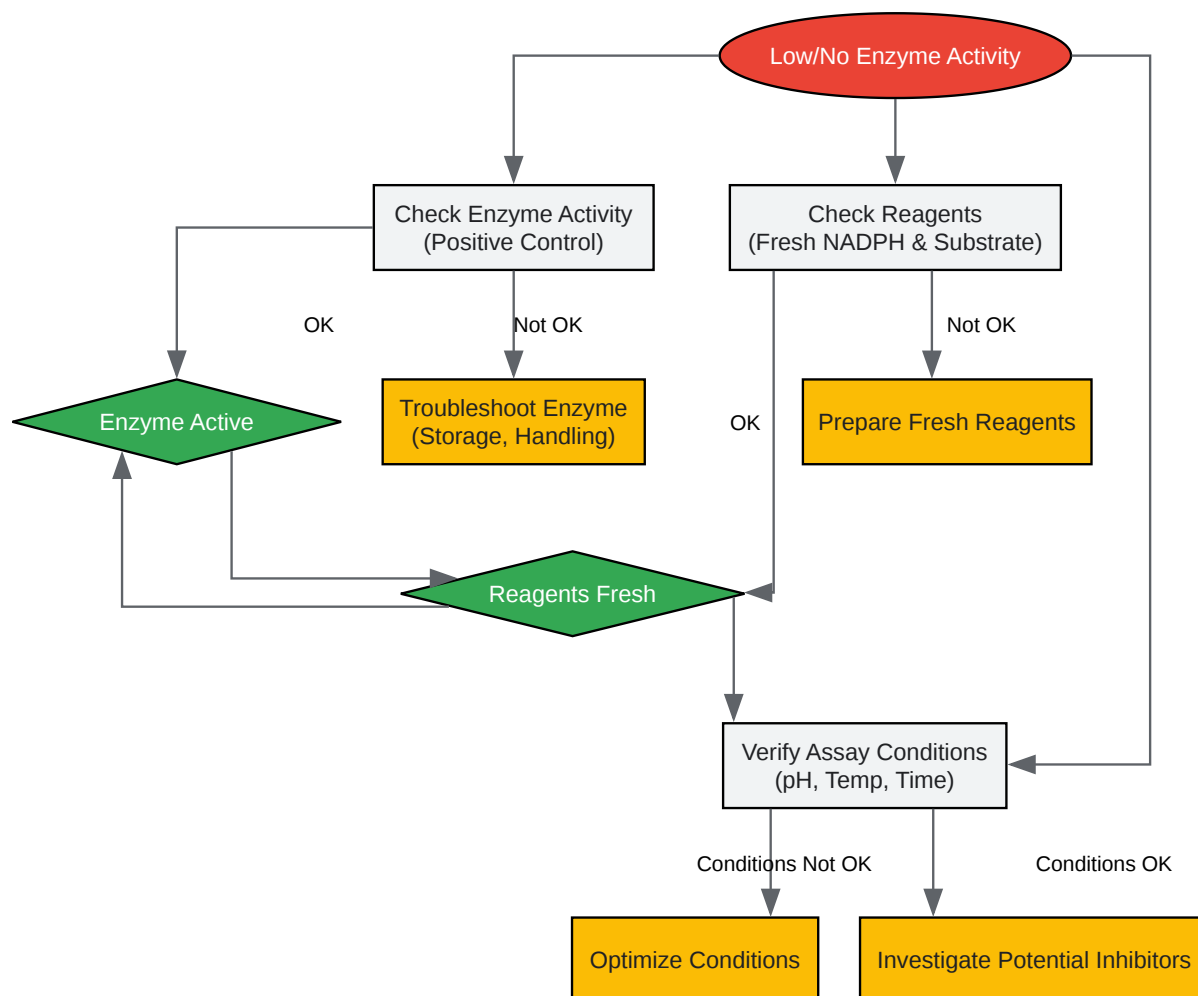 Low/No Enzyme Activity
Check Enzyme Activity
(Positive Control)
Check Reagents
(Fresh NADPH & Substrate)
OK
Not OK
Not OK
Enzyme Active
Troubleshoot Enzyme
(Storage, Handling)
OK
Prepare Fresh Reagents
Reagents Fresh
Verify Assay Conditions
(pH, Temp, Time)
Conditions Not OK
Conditions OK
Optimize Conditions
Investigate Potential Inhibitors